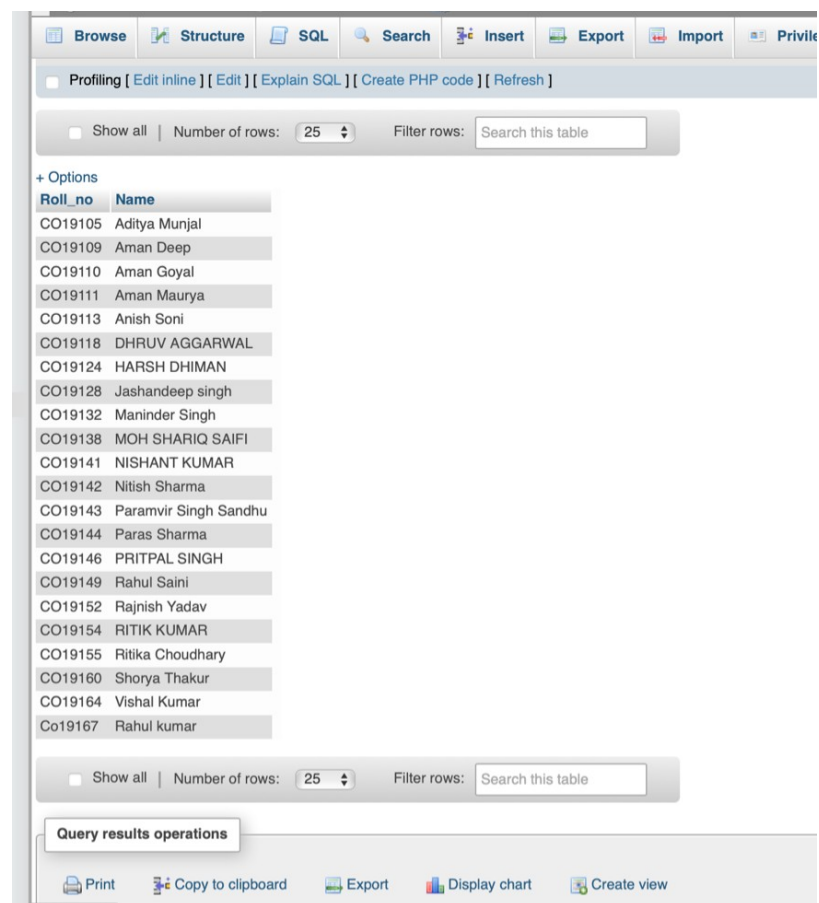 Browse Structure SQL Search Insert Export Import Privile
Profiling [ Edit inline ] [ Edit ] [ Explain SQL ] [ Create PHP code ] [ Refresh ]
Show all | Number of rows: 25 Filter rows: Search this table
+ Options
Roll_no Name
CO19105 Aditya Munjal
CO19109 Aman Deep
CO19110 Aman Goyal
CO19111 Aman Maurya
CO19113 Anish Soni
CO19118 DHRUV AGGARWAL
CO19124 HARSH DHIMAN
CO19128 Jashandeep singh
CO19132 Maninder Singh
CO19138 MOH SHARIQ SAIFI
CO19141 NISHANT KUMAR
CO19142 Nitish Sharma
CO19143 Paramvir Singh Sandhu
CO19144 Paras Sharma
CO19146 PRITPAL SINGH
CO19149 Rahul Saini
CO19152 Rajnish Yadav
CO19154 RITIK KUMAR
CO19155 Ritika Choudhary
CO19160 Shorya Thakur
CO19164 Vishal Kumar
Co19167 Rahul kumar
Show all | Number of rows: 25 Filter rows: Search this table
Query results operations
Print Copy to clipboard Export Display chart Create view